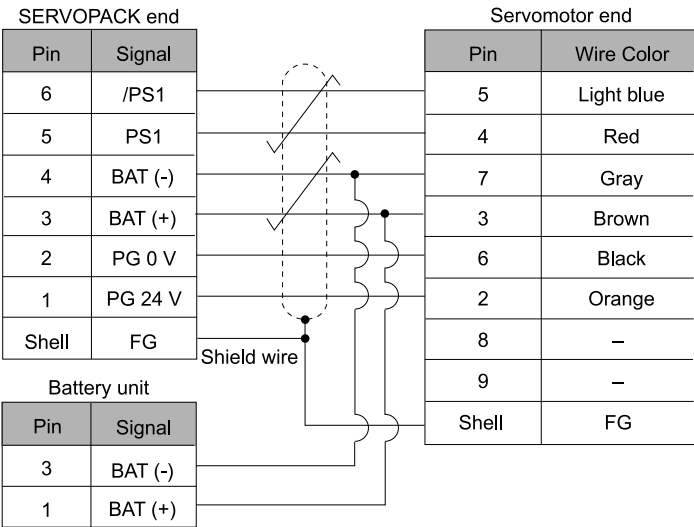 SERVOPACK end
Pin Signal
6 /PS1
5 PS1
4 BAT (-)
3 BAT (+)
2 PG 0 V
1 PG 24 V
Shell FG
Shield wire
Servomotor end
Pin Wire Color
5 Light blue
4 Red
7 Gray
3 Brown
6 Black
2 Orange
8 –
9 –
Shell FG
Battery unit
Pin Signal
3 BAT (-)
1 BAT (+)